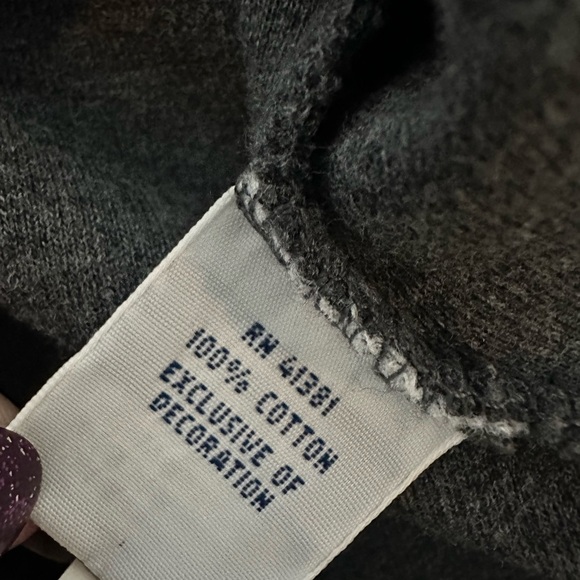 RN 41381
100% COTTON
EXCLUSIVE OF
DECORATION